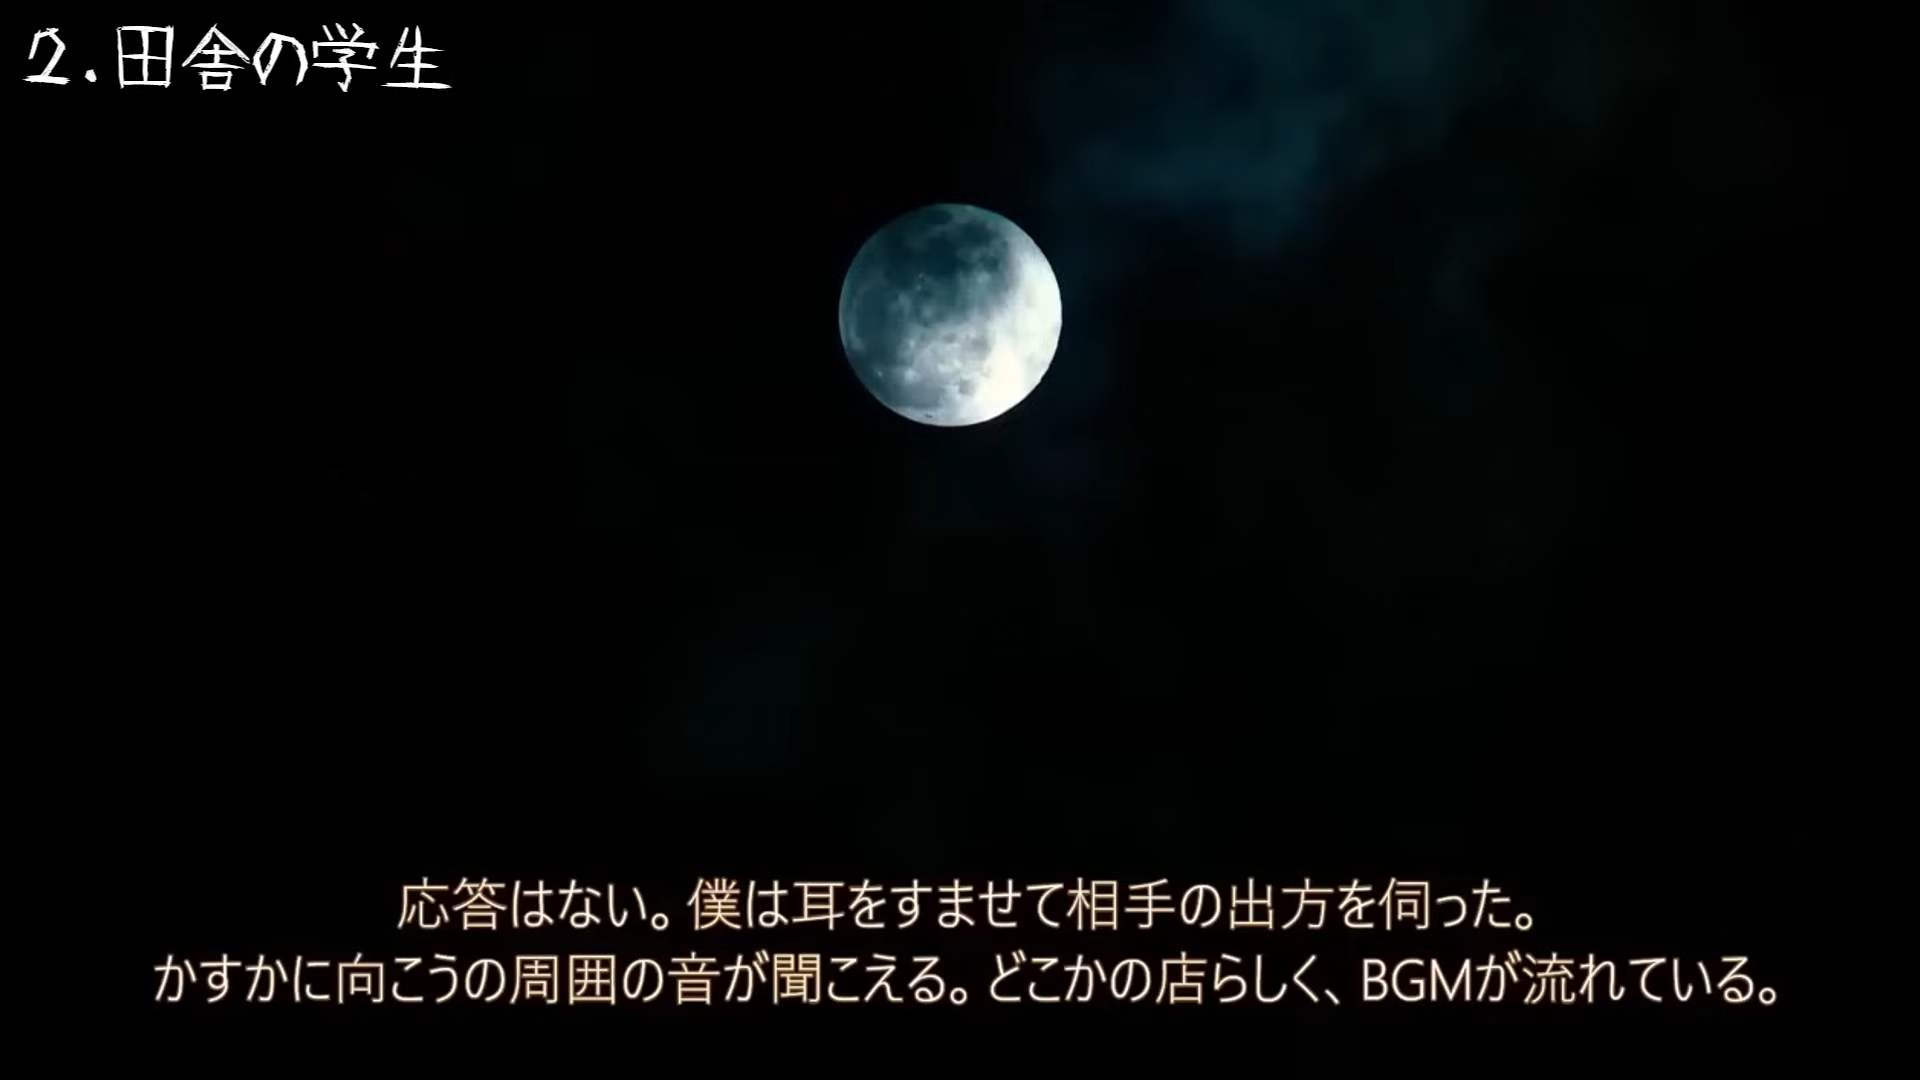 2.田舎の学生
応答はない。僕は耳をすませて相手の出方を伺った。
かすかに向こうの周囲の音が聞こえる。どこかの店らしく、BGMが流れている。